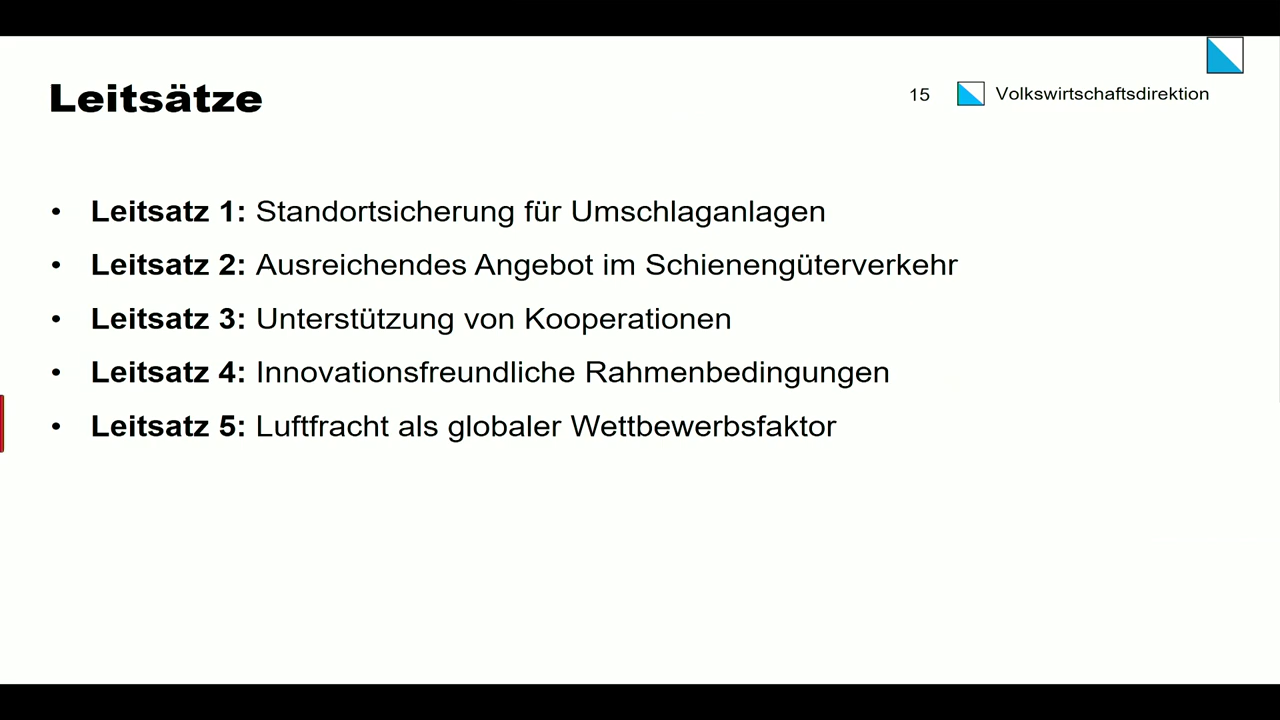 Leitsätze
15 Volkswirtschaftsdirektion
• Leitsatz 1: Standortsicherung für Umschlaganlagen
• Leitsatz 2: Ausreichendes Angebot im Schienengüterverkehr
• Leitsatz 3: Unterstützung von Kooperationen
• Leitsatz 4: Innovationsfreundliche Rahmenbedingungen
• Leitsatz 5: Luftfracht als globaler Wettbewerbsfaktor